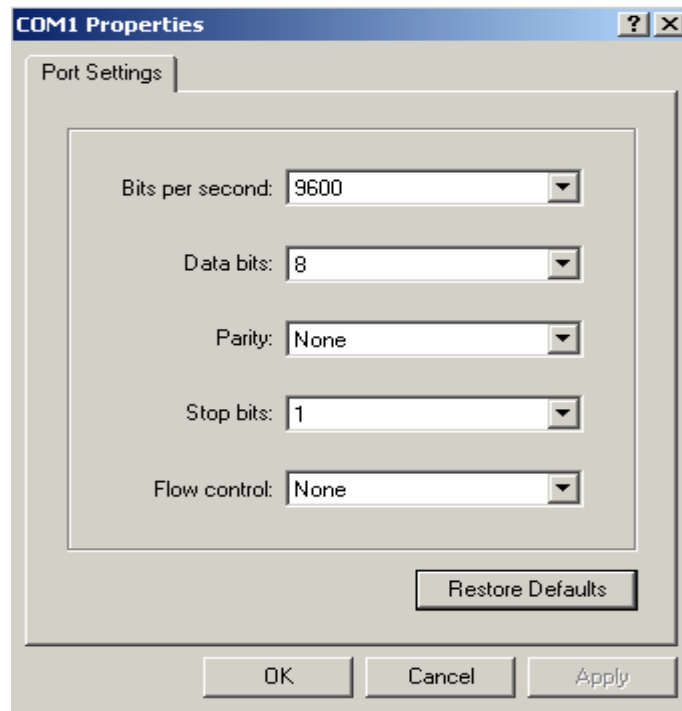 COM1 Properties
Port Settings
Bits per second: 9600
Data bits: 8
Parity: None
Stop bits: 1
Flow control: None
Restore Defaults
OK Cancel Apply